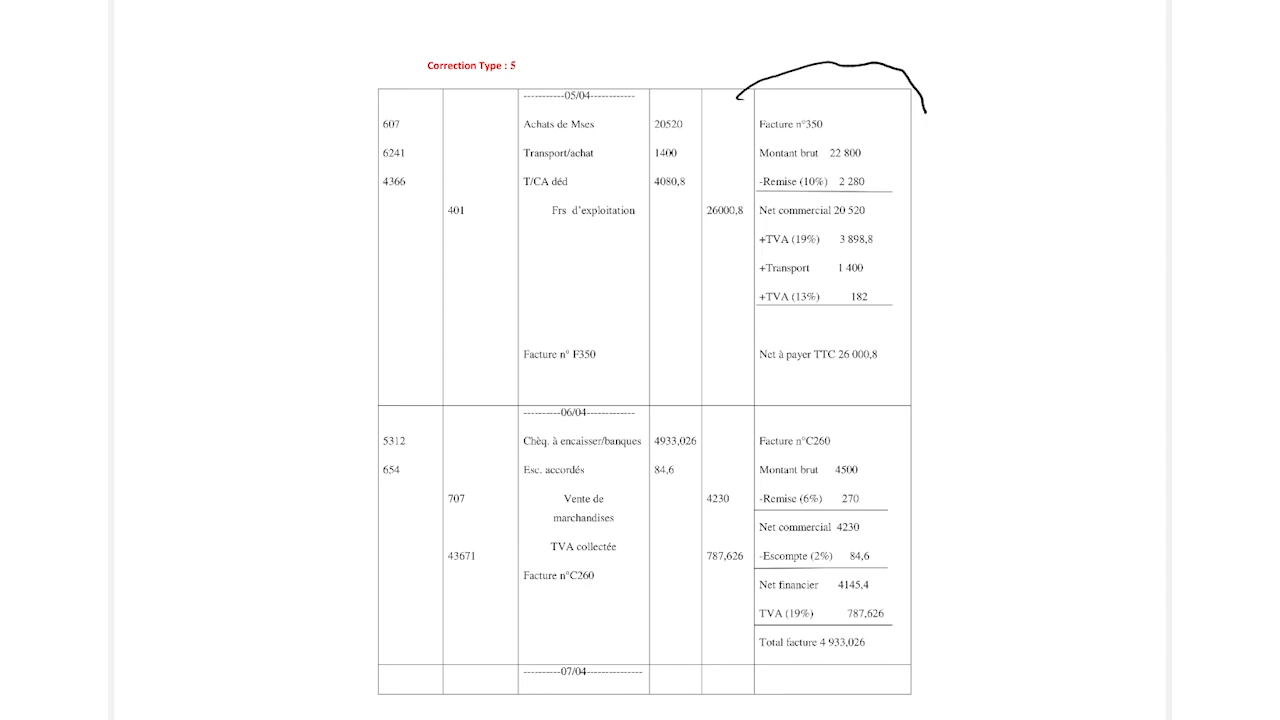 Correction Type : 5
-----------05/04------------
607 Achats de Mses 20520 Facture n°350
6241 Transport/achat 1400 Montant brut 22 800
4366 T/CA déd 4080,8 -Remise (10%) 2 280
401 Frs d'exploitation 26000,8 Net commercial 20 520
+TVA (19%) 3 898,8
+Transport 1 400
+TVA (13%) 182
Facture n° F350 Net à payer TTC 26 000,8
----------06/04-------------
5312 Chèq. à encaisser/banques 4933,026 Facture n°C260
654 Esc. accordés 84,6 Montant brut 4500
707 Vente de 4230 -Remise (6%) 270
marchandises
Net commercial 4230
TVA collectée
43671 787,626 -Escompte (2%) 84,6
Facture n°C260
Net financier 4145,4
TVA (19%) 787,626
Total facture 4 933,026
----------07/04---------------